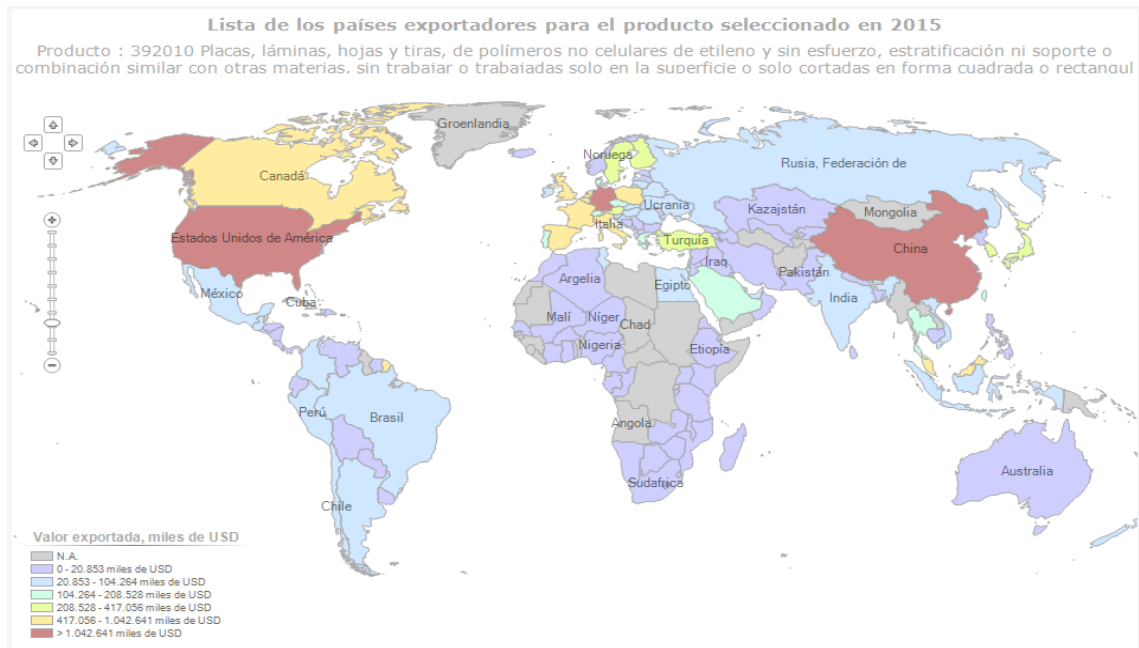 Lista de los países exportadores para el producto seleccionado en 2015
Producto : 392010 Placas, láminas, hojas y tiras, de polímeros no celulares de etileno y sin esfuerzo, estratificación ni soporte o
combinación similar con otras materias, sin trabajar o trabajadas solo en la superficie o solo cortadas en forma cuadrada o rectangul
Groenlandia
Noruega
Rusia, Federación de
Canadá
Ucrania
Kazajstán
Mongolia
Italia
Estados Unidos de América
Turquia
China
Iraq
Pakistán
Argelia
Egipto
México
India
Cuba
Malí
Níger
Chad
Nigeria
Etiopía
Perú
Brasil
Angola
Australia
Sudafrica
Chile
Valor exportada, miles de USD
N.A.
0 - 20.853 miles de USD
20.853 - 104.264 miles de USD
104.264 - 208.528 miles de USD
208.528 - 417.056 miles de USD
417.056 - 1.042.641 miles de USD
> 1.042.641 miles de USD